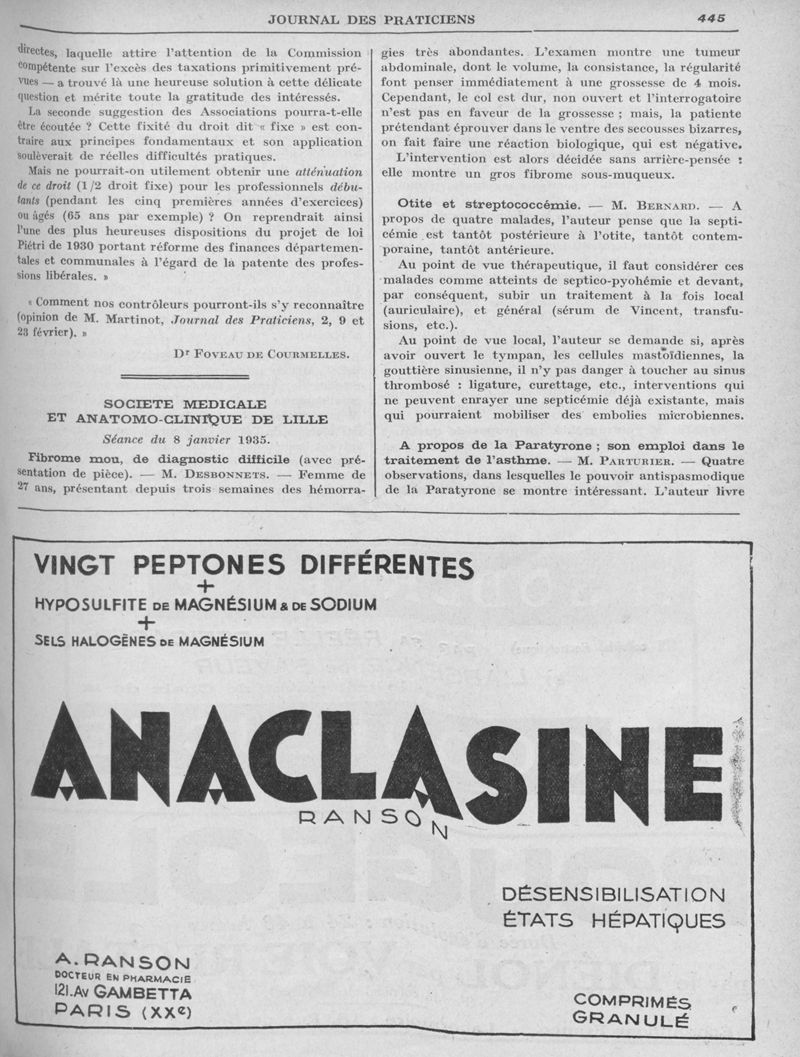 JOURNAL DES PRATICIENS 445
directes, laquelle attire l'attention de la Commission
compétente sur l'excès des taxations primitivement pré-
vues — a trouvé là une heureuse solution à cette délicate
question et mérite toute la gratitude des intéressés.
La seconde suggestion des Associations pourra-t-elle
être écoutée ? Cette fixité du droit dit « fixe » est con-
traire aux principes fondamentaux et son application
soulèverait de réelles difficultés pratiques.
Mais ne pourrait-on utilement obtenir une atténuation
de ce droit (1/2 droit fixe) pour les professionnels débu-
tants (pendant les cinq premières années d'exercices)
ou âgés (65 ans par exemple) ? On reprendrait ainsi
l'une des plus heureuses dispositions du projet de loi
Piétri de 1930 portant réforme des finances départemen-
tales et communales à l'égard de la patente des profes-
sions libérales. »
« Comment nos contrôleurs pourront-ils s'y reconnaître
(opinion de M. Martinot, Journal des Praticiens, 2, 9 et
23 février). »
Dr FOVEAU DE COURMELLES.
SOCIETE MEDICALE
ET ANATOMO-CLINIQUE DE LILLE
Séance du 8 janvier 1935.
Fibrome mou, de diagnostic difficile (avec pré-
sentation de pièce). — M. DESBONNETS. — Femme de
27 ans, présentant depuis trois semaines des hémorra-
gies très abondantes. L'examen montre une tumeur
abdominale, dont le volume, la consistance, la régularité
font penser immédiatement à une grossesse de 4 mois.
Cependant, le col est dur, non ouvert et l'interrogatoire
n'est pas en faveur de la grossesse ; mais, la patiente
prétendant éprouver dans le ventre des secousses bizarres,
on fait faire une réaction biologique, qui est négative.
L'intervention est alors décidée sans arrière-pensée :
elle montre un gros fibrome sous-muqueux.
Otite et streptococcémie. — M. BERNARD. — A
propos de quatre malades, l'auteur pense que la septi-
cémie est tantôt postérieure à l'otite, tantôt contem-
poraine, tantôt antérieure.
Au point de vue thérapeutique, il faut considérer ces
malades comme atteints de septico-pyohémie et devant,
par conséquent, subir un traitement à la fois local
(auriculaire), et général (sérum de Vincent, transfu-
sions, etc.).
Au point de vue local, l'auteur se demande si, après
avoir ouvert le tympan, les cellules mastoïdiennes, la
gouttière sinusienne, il n'y pas danger à toucher au sinus
thrombosé : ligature, curettage, etc., interventions qui
ne peuvent enrayer une septicémie déjà existante, mais
qui pourraient mobiliser des embolies microbiennes.
A propos de la Paratyrone ; son emploi dans le
traitement de l'asthme. — M. PARTURIER. — Quatre
observations, dans lesquelles le pouvoir antispasmodique
de la Paratyrone se montre intéressant. L'auteur livre
VINGT PEPTONES DIFFÉRENTES
+
HYPOSULFITE DE MAGNÉSIUM & DE SODIUM
+
SELS HALOGÈNES DE MAGNÉSIUM
ANACLASINE
RANSON
DÉSENSIBILISATION
ÉTATS HÉPATIQUES
A. RANSON
DOCTEUR EN PHARMACIE
121. AV GAMBETTA
PARIS (XXe)
COMPRIMÉS
GRANULÉ